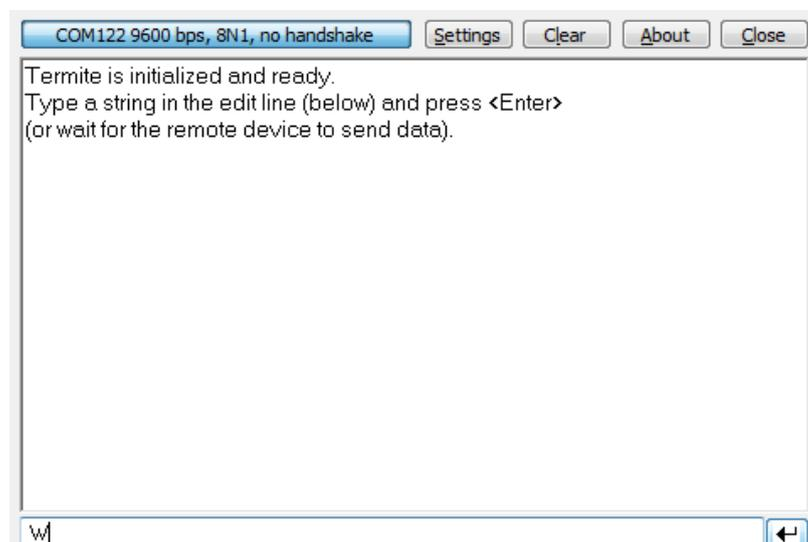 COM122 9600 bps, 8N1, no handshake Settings Clear About Close
Termite is initialized and ready.
Type a string in the edit line (below) and press <Enter>
(or wait for the remote device to send data).
W